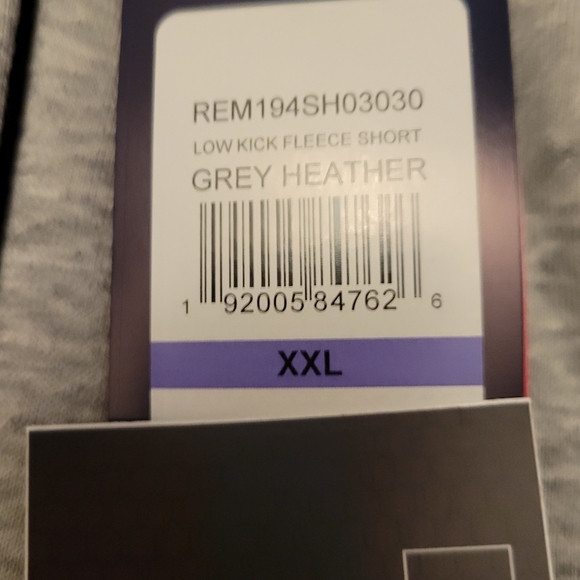 REM194SH03030
LOW KICK FLEECE SHORT
GREY HEATHER
1 92005 84762 6
XXL